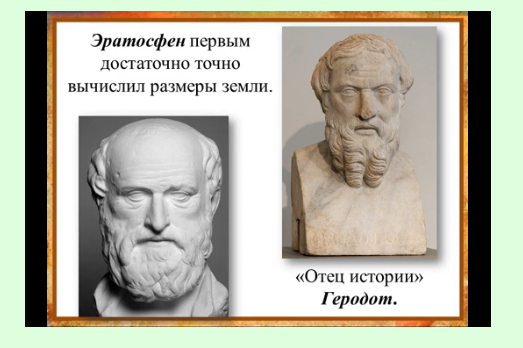 Эратосфен первым
достаточно точно
вычислил размеры земли.
«Отец истории»
Геродот.